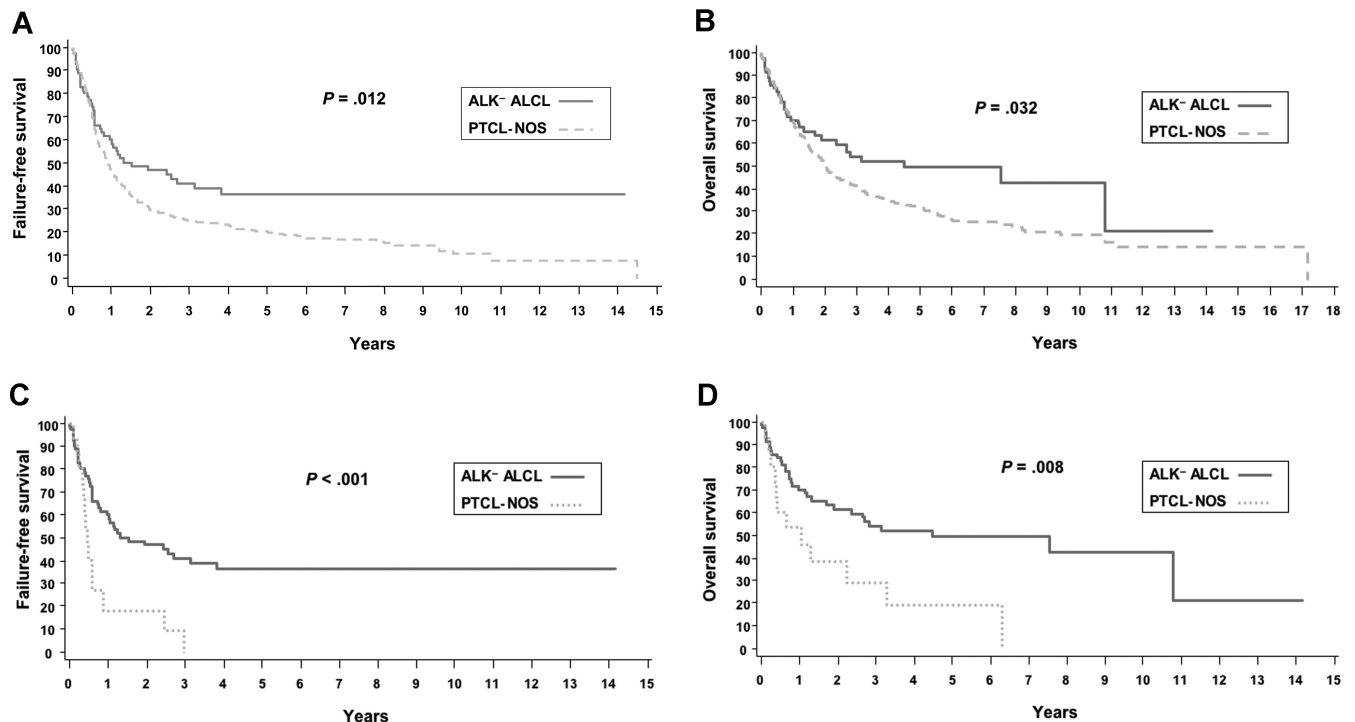 A
Failure-free survival
100
90
80
70
60
50
40
30
20
10
0
P = .012
ALK– ALCL
PTCL-NOS
0 1 2 3 4 5 6 7 8 9 10 11 12 13 14 15
Years
B
Overall survival
100
90
80
70
60
50
40
30
20
10
0
P = .032
ALK– ALCL
PTCL-NOS
0 1 2 3 4 5 6 7 8 9 10 11 12 13 14 15 16 17 18
Years
C
Failure-free survival
100
90
80
70
60
50
40
30
20
10
0
P < .001
ALK– ALCL
PTCL-NOS
0 1 2 3 4 5 6 7 8 9 10 11 12 13 14 15
Years
D
Overall survival
100
90
80
70
60
50
40
30
20
10
0
P = .008
ALK– ALCL
PTCL-NOS
0 1 2 3 4 5 6 7 8 9 10 11 12 13 14 15
Years